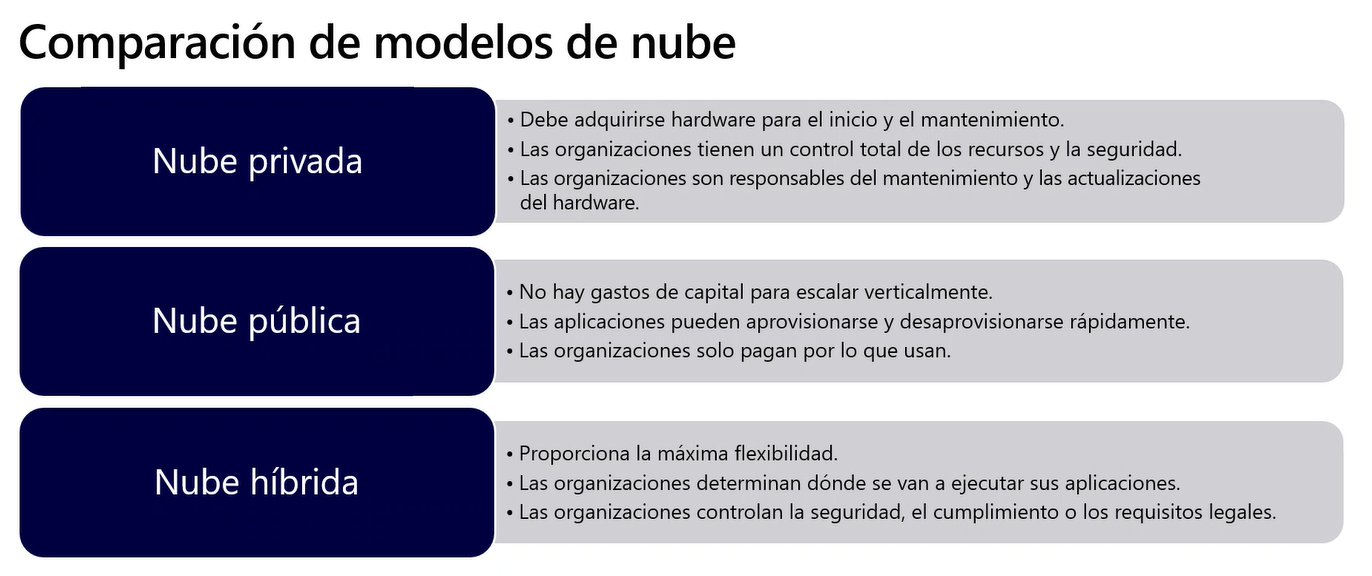 Comparación de modelos de nube
Nube privada
• Debe adquirirse hardware para el inicio y el mantenimiento.
• Las organizaciones tienen un control total de los recursos y la seguridad.
• Las organizaciones son responsables del mantenimiento y las actualizaciones
del hardware.
Nube pública
• No hay gastos de capital para escalar verticalmente.
• Las aplicaciones pueden aprovisionarse y desaprovisionarse rápidamente.
• Las organizaciones solo pagan por lo que usan.
Nube híbrida
• Proporciona la máxima flexibilidad.
• Las organizaciones determinan dónde se van a ejecutar sus aplicaciones.
• Las organizaciones controlan la seguridad, el cumplimiento o los requisitos legales.